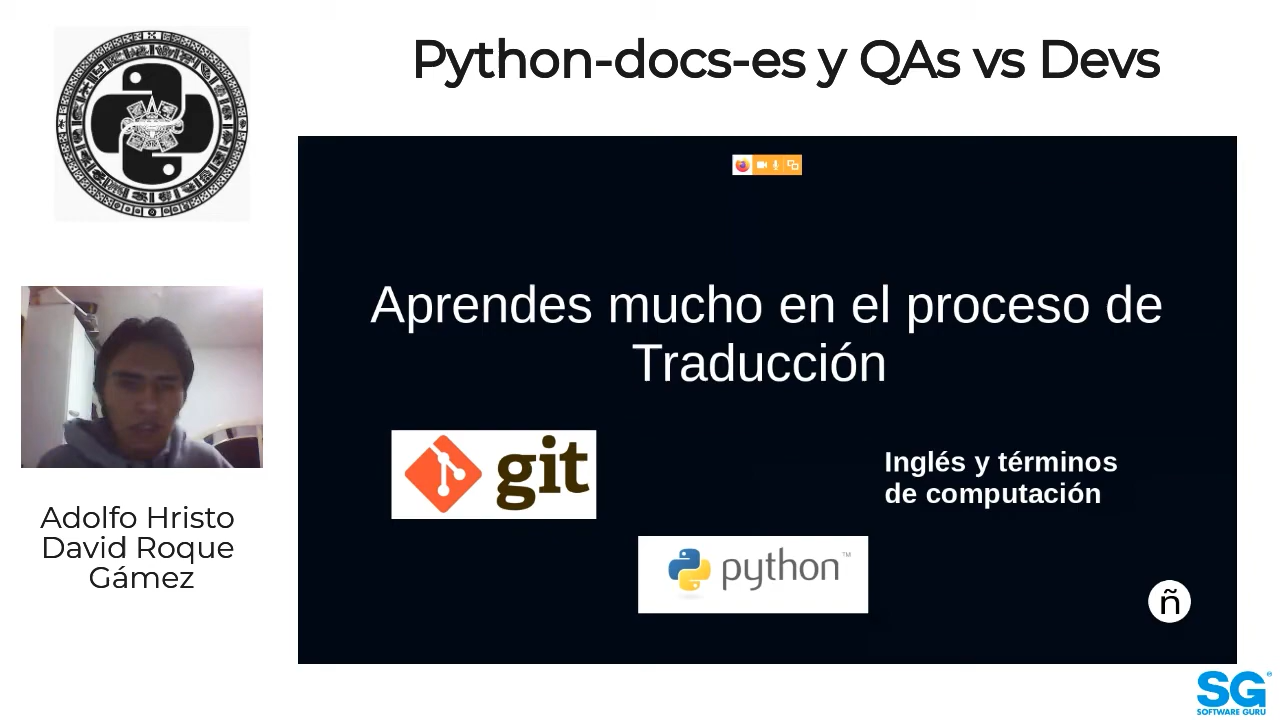 Python-docs-es y QAs vs Devs
Aprendes mucho en el proceso de
Traducción
git
Inglés y términos
de computación
python™
ñ
Adolfo Hristo
David Roque
Gámez
SG®
SOFTWARE GURU